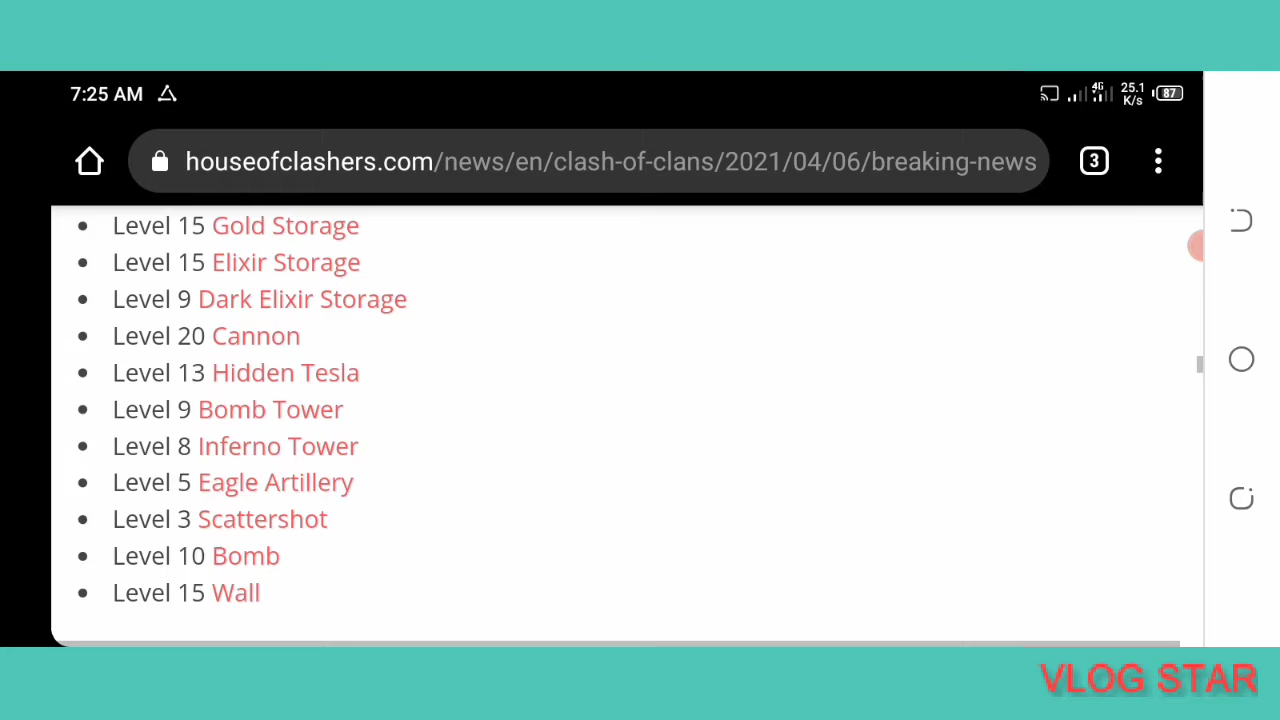 7:25 AM
4G
25.1
K/s
87
houseofclashers.com/news/en/clash-of-clans/2021/04/06/breaking-news
3
Level 15 Gold Storage
Level 15 Elixir Storage
Level 9 Dark Elixir Storage
Level 20 Cannon
Level 13 Hidden Tesla
Level 9 Bomb Tower
Level 8 Inferno Tower
Level 5 Eagle Artillery
Level 3 Scattershot
Level 10 Bomb
Level 15 Wall
VLOG STAR